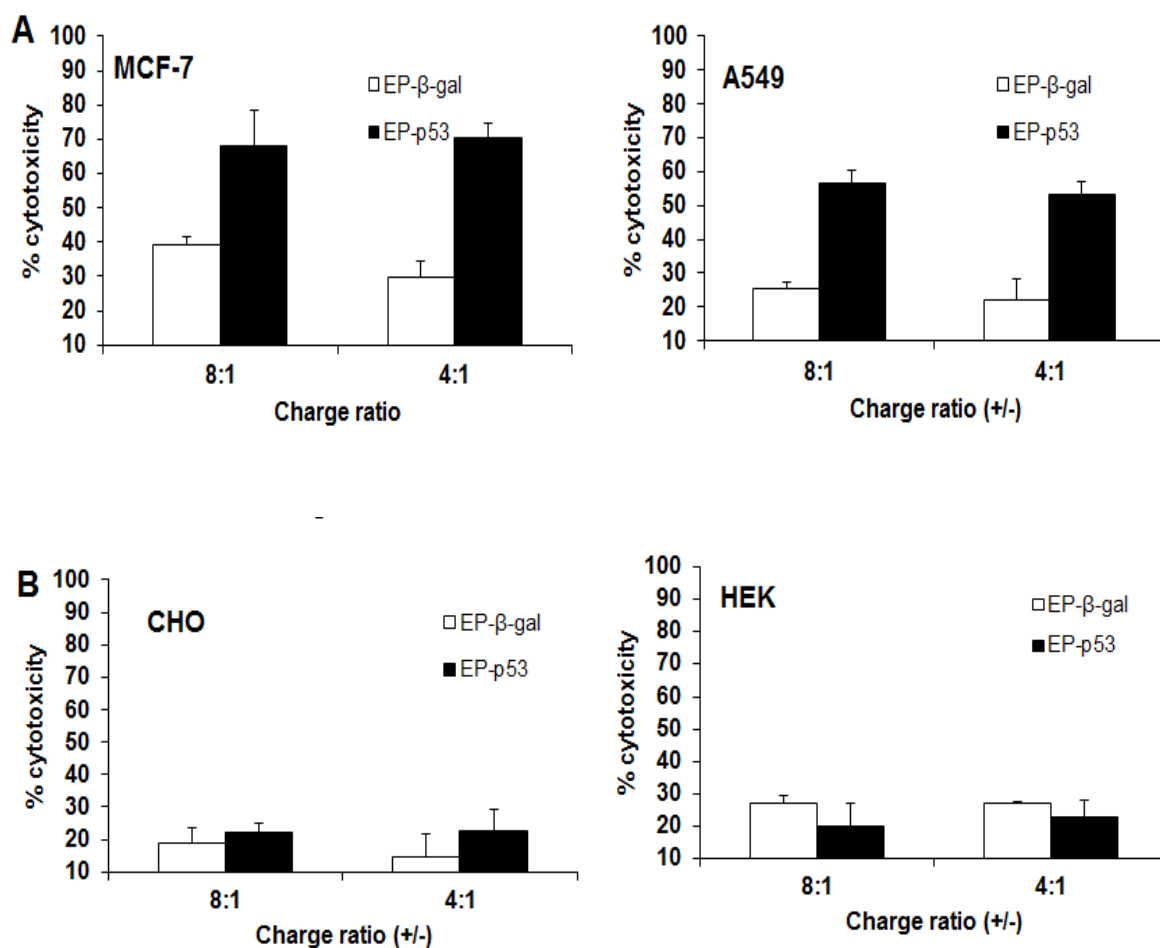 A
MCF-7
% cytotoxicity
100
90
80
70
60
50
40
30
20
10
EP-β-gal
EP-p53
8:1
4:1
Charge ratio
A549
% cytotoxicity
100
90
80
70
60
50
40
30
20
10
EP-β-gal
EP-p53
8:1
4:1
Charge ratio (+/-)
B
CHO
% cytotoxicity
100
90
80
70
60
50
40
30
20
10
EP-β-gal
EP-p53
8:1
4:1
Charge ratio (+/-)
HEK
% cytotoxicity
100
90
80
70
60
50
40
30
20
10
EP-β-gal
EP-p53
8:1
4:1
Charge ratio (+/-)